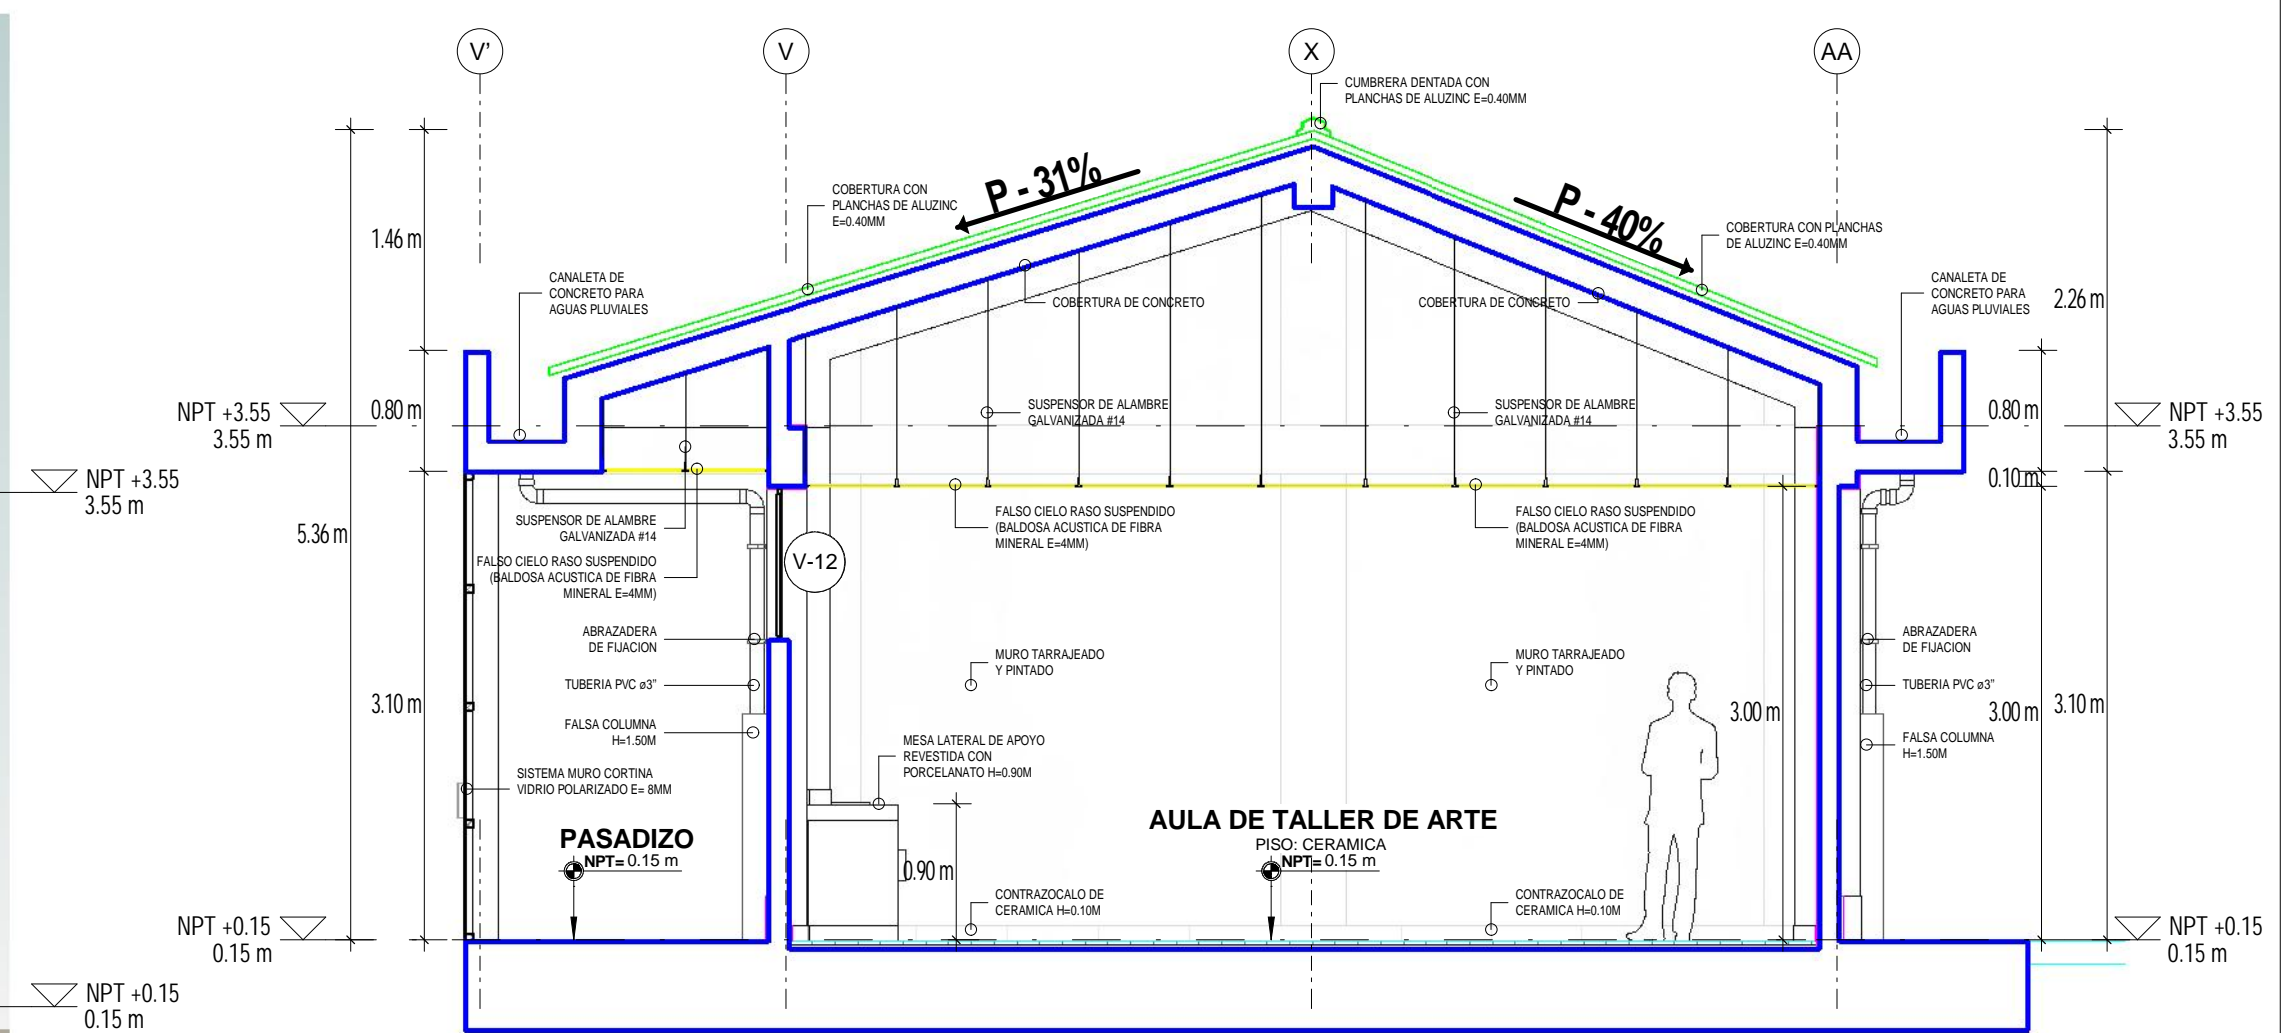 V'
V
X
AA
CUMBRERA DENTADA CON
PLANCHAS DE ALUZINC E=0.40MM
P - 31%
P - 40%
COBERTURA CON
PLANCHAS DE ALUZINC
E=0.40MM
COBERTURA CON PLANCHAS
DE ALUZINC E=0.40MM
1.46 m
CANALETA DE
CONCRETO PARA
AGUAS PLUVIALES
COBERTURA DE CONCRETO
COBERTURA DE CONCRETO
CANALETA DE
CONCRETO PARA
AGUAS PLUVIALES
2.26 m
NPT +3.55
3.55 m
0.80 m
SUSPENSOR DE ALAMBRE
GALVANIZADA #14
SUSPENSOR DE ALAMBRE
GALVANIZADA #14
0.80 m
NPT +3.55
3.55 m
NPT +3.55
3.55 m
0.10 m
5.36 m
SUSPENSOR DE ALAMBRE
GALVANIZADA #14
FALSO CIELO RASO SUSPENDIDO
(BALDOSA ACUSTICA DE FIBRA
MINERAL E=4MM)
V-12
FALSO CIELO RASO SUSPENDIDO
(BALDOSA ACUSTICA DE FIBRA
MINERAL E=4MM)
FALSO CIELO RASO SUSPENDIDO
(BALDOSA ACUSTICA DE FIBRA
MINERAL E=4MM)
ABRAZADERA
DE FIJACION
MURO TARRAJEADO
Y PINTADO
MURO TARRAJEADO
Y PINTADO
ABRAZADERA
DE FIJACION
3.10 m
TUBERIA PVC ø3"
TUBERIA PVC ø3"
FALSA COLUMNA
H=1.50M
3.00 m
3.00 m
3.10 m
FALSA COLUMNA
H=1.50M
MESA LATERAL DE APOYO
REVESTIDA CON
PORCELANATO H=0.90M
SISTEMA MURO CORTINA
VIDRIO POLARIZADO E= 8MM
PASADIZO
NPT= 0.15 m
0.90 m
AULA DE TALLER DE ARTE
PISO: CERAMICA
NPT= 0.15 m
CONTRAZOCALO DE
CERAMICA H=0.10M
CONTRAZOCALO DE
CERAMICA H=0.10M
NPT +0.15
0.15 m
NPT +0.15
0.15 m
NPT +0.15
0.15 m